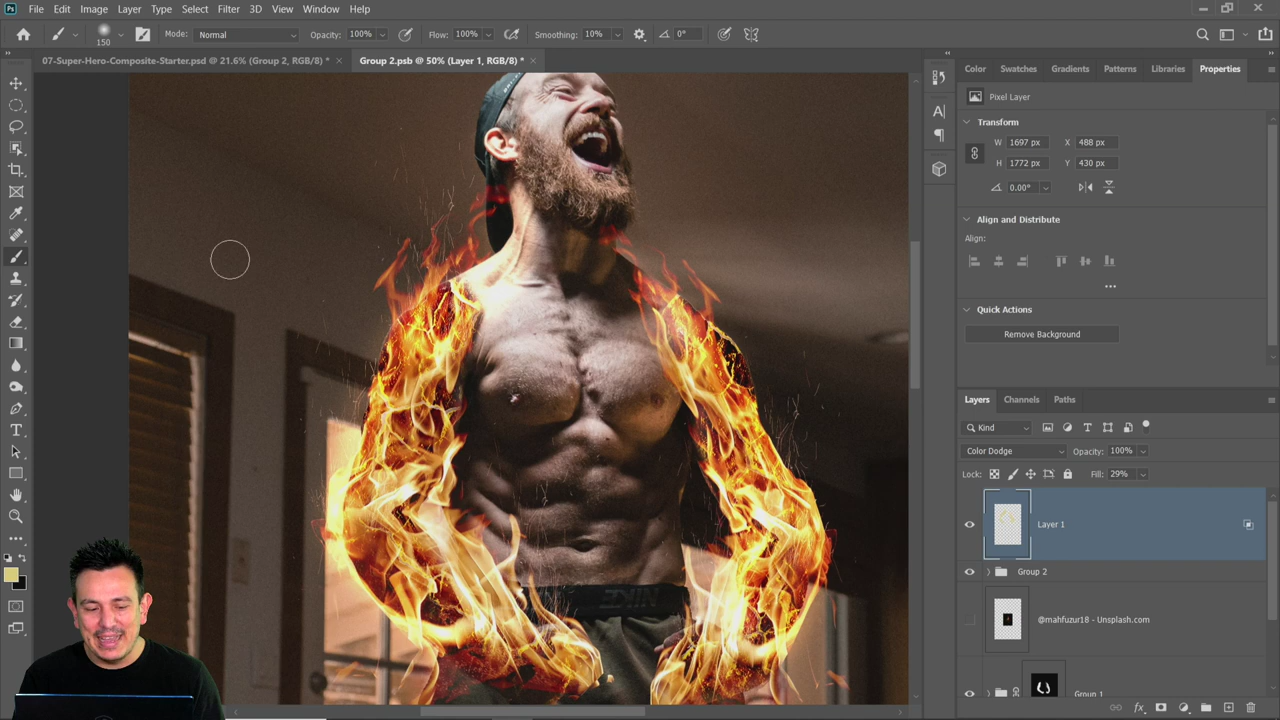 Ps File Edit Image Layer Type Select Filter 3D View Window Help
150 Mode: Normal Opacity: 100% Flow: 100% Smoothing: 10% 0°
07-Super-Hero-Composite-Starter.psd @ 21.6% (Group 2, RGB/8) * × Group 2.psb @ 50% (Layer 1, RGB/8) * ×
Color Swatches Gradients Patterns Libraries Properties
Pixel Layer
Transform
W 1697 px X 488 px
H 1772 px Y 430 px
0.00°
Align and Distribute
Align:
Quick Actions
Remove Background
Layers Channels Paths
Kind
Color Dodge Opacity: 100%
Lock: Fill: 29%
Layer 1
Group 2
@mahfuzur18 - Unsplash.com
Group 1